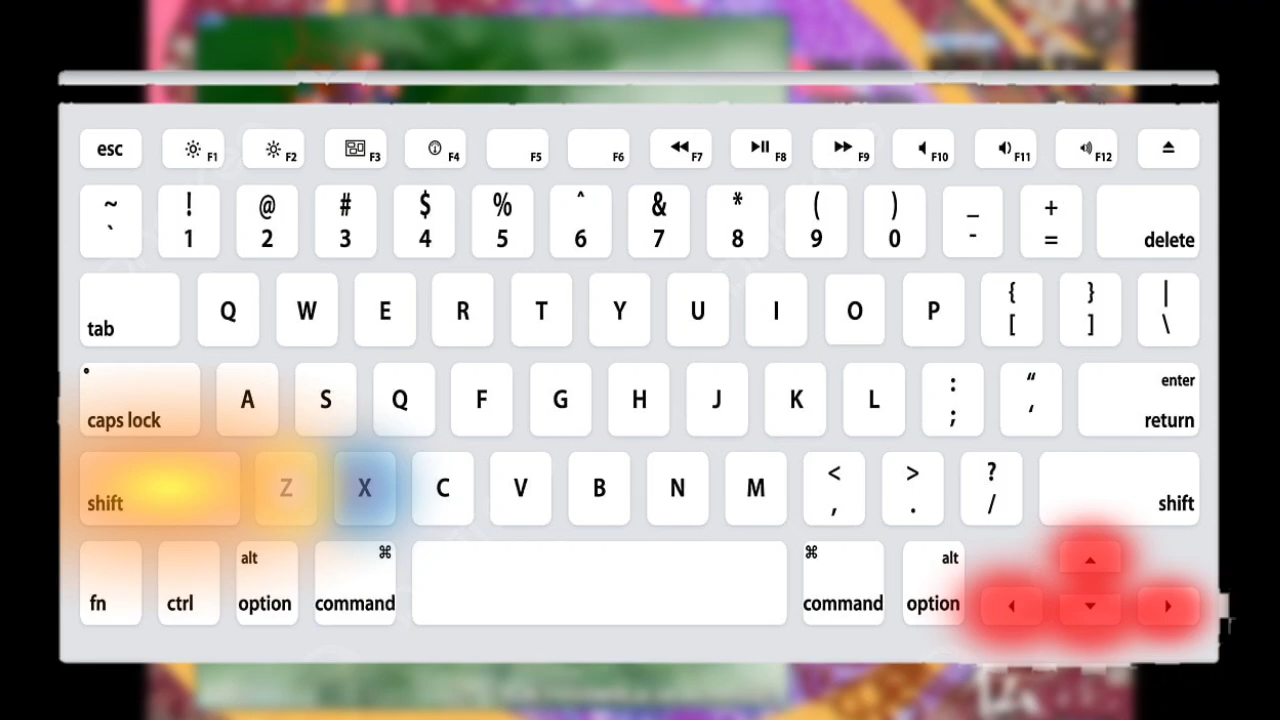 esc F1 F2 F3 F4 F5 F6 F7 F8 F9 F10 F11 F12
~ ! @ # $ % ^ & * ( ) _ +
` 1 2 3 4 5 6 7 8 9 0 - = delete
tab Q W E R T Y U I O P { [ } ] | \
caps lock A S Q F G H J K L : ; “ ‘ enter return
shift Z X C V B N M < , > . ? / shift
fn ctrl alt option ⌘ command ⌘ command alt option